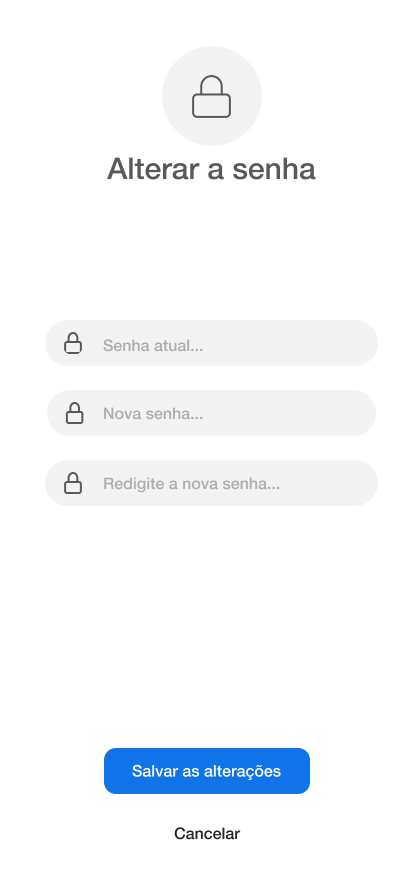 Alterar a senha
Senha atual...
Nova senha...
Redigite a nova senha...
Salvar as alterações
Cancelar